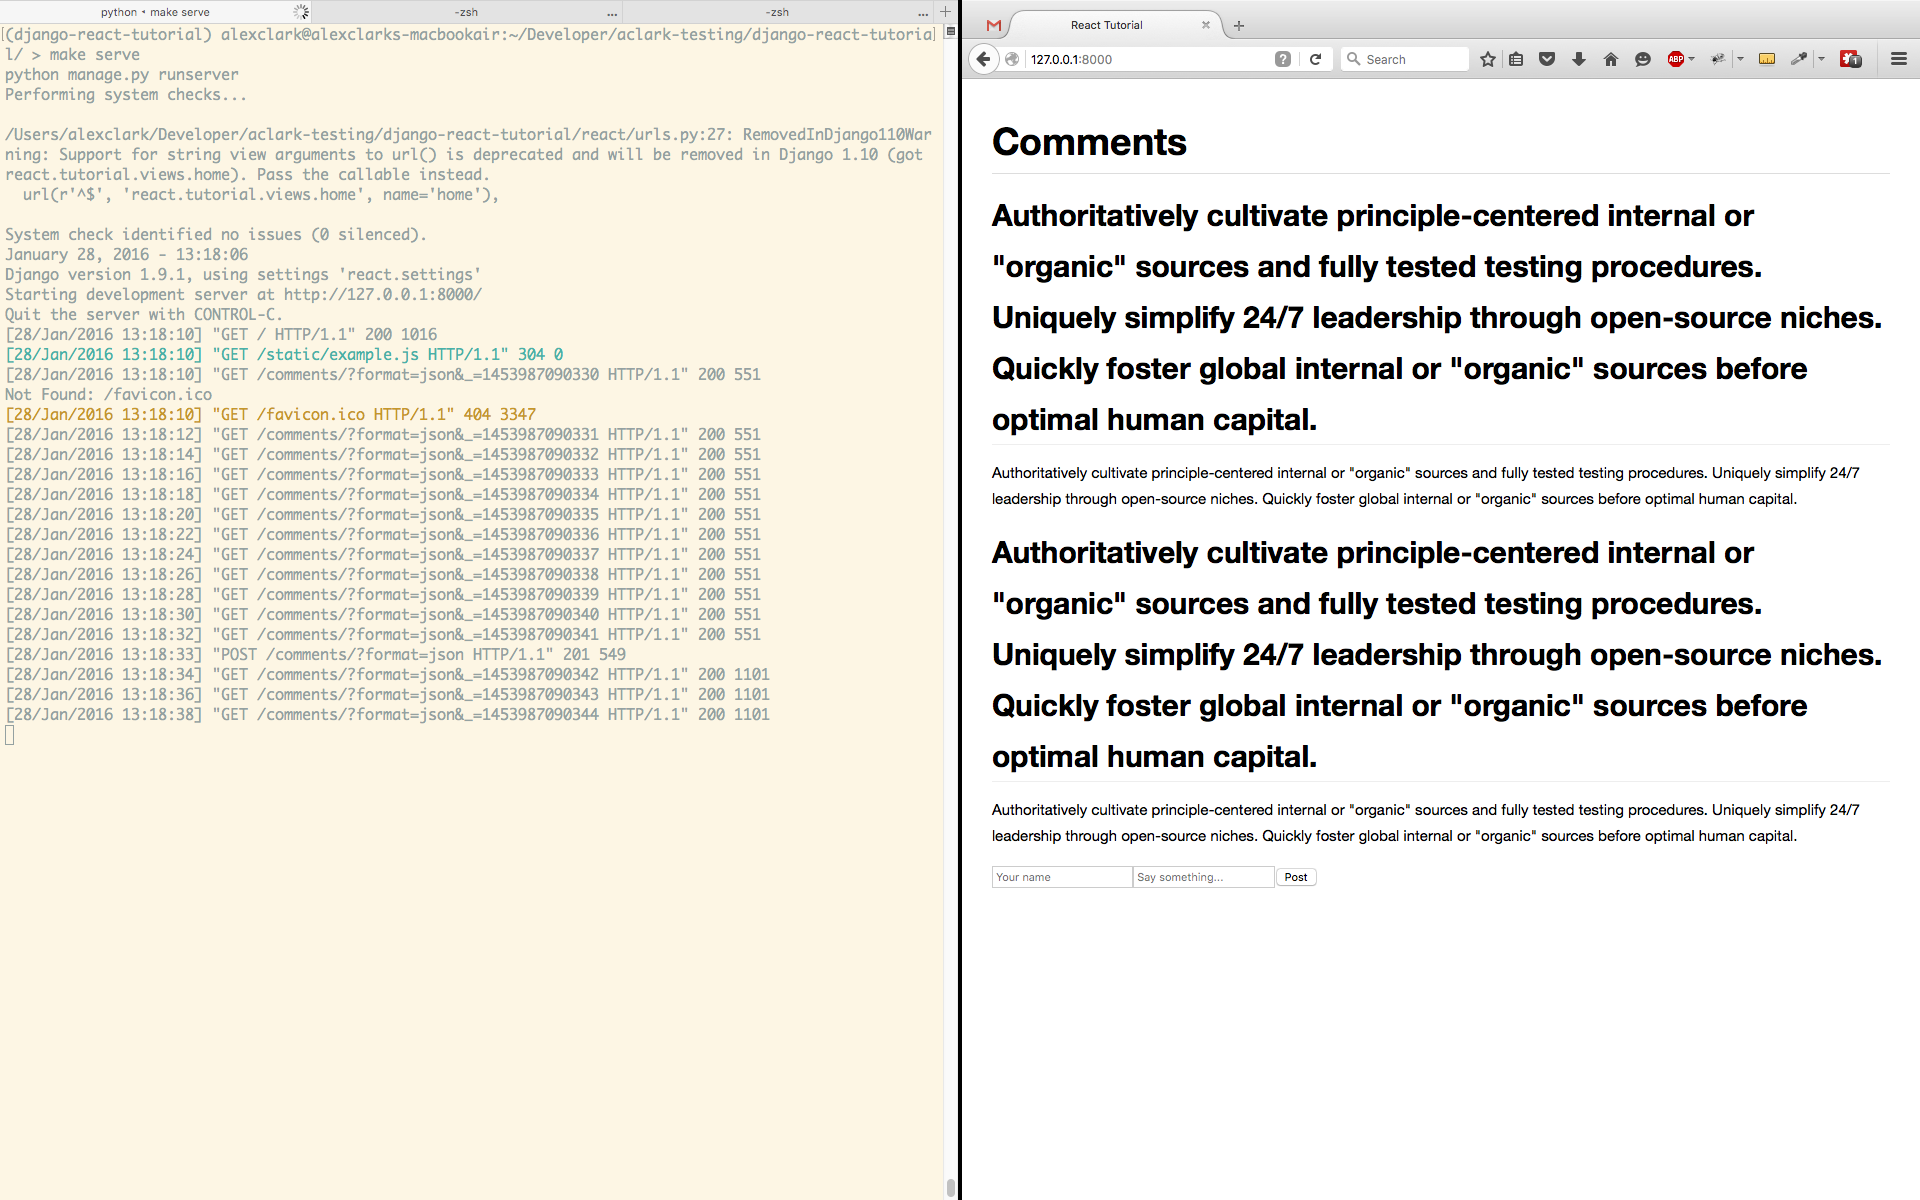 python • make serve
-zsh
...
-zsh
...
[(django-react-tutorial) alexclark@alexclarks-macbookair:~/Developer/aclark-testing/django-react-tutoria]
l/ > make serve
python manage.py runserver
Performing system checks...
/Users/alexclark/Developer/aclark-testing/django-react-tutorial/react/urls.py:27: RemovedInDjango110War
ning: Support for string view arguments to url() is deprecated and will be removed in Django 1.10 (got
react.tutorial.views.home). Pass the callable instead.
url(r'^$', 'react.tutorial.views.home', name='home'),
System check identified no issues (0 silenced).
January 28, 2016 - 13:18:06
Django version 1.9.1, using settings 'react.settings'
Starting development server at http://127.0.0.1:8000/
Quit the server with CONTROL-C.
[28/Jan/2016 13:18:10] "GET / HTTP/1.1" 200 1016
[28/Jan/2016 13:18:10] "GET /static/example.js HTTP/1.1" 304 0
[28/Jan/2016 13:18:10] "GET /comments/?format=json&_=1453987090330 HTTP/1.1" 200 551
Not Found: /favicon.ico
[28/Jan/2016 13:18:10] "GET /favicon.ico HTTP/1.1" 404 3347
[28/Jan/2016 13:18:12] "GET /comments/?format=json&_=1453987090331 HTTP/1.1" 200 551
[28/Jan/2016 13:18:14] "GET /comments/?format=json&_=1453987090332 HTTP/1.1" 200 551
[28/Jan/2016 13:18:16] "GET /comments/?format=json&_=1453987090333 HTTP/1.1" 200 551
[28/Jan/2016 13:18:18] "GET /comments/?format=json&_=1453987090334 HTTP/1.1" 200 551
[28/Jan/2016 13:18:20] "GET /comments/?format=json&_=1453987090335 HTTP/1.1" 200 551
[28/Jan/2016 13:18:22] "GET /comments/?format=json&_=1453987090336 HTTP/1.1" 200 551
[28/Jan/2016 13:18:24] "GET /comments/?format=json&_=1453987090337 HTTP/1.1" 200 551
[28/Jan/2016 13:18:26] "GET /comments/?format=json&_=1453987090338 HTTP/1.1" 200 551
[28/Jan/2016 13:18:28] "GET /comments/?format=json&_=1453987090339 HTTP/1.1" 200 551
[28/Jan/2016 13:18:30] "GET /comments/?format=json&_=1453987090340 HTTP/1.1" 200 551
[28/Jan/2016 13:18:32] "GET /comments/?format=json&_=1453987090341 HTTP/1.1" 200 551
[28/Jan/2016 13:18:33] "POST /comments/?format=json HTTP/1.1" 201 549
[28/Jan/2016 13:18:34] "GET /comments/?format=json&_=1453987090342 HTTP/1.1" 200 1101
[28/Jan/2016 13:18:36] "GET /comments/?format=json&_=1453987090343 HTTP/1.1" 200 1101
[28/Jan/2016 13:18:38] "GET /comments/?format=json&_=1453987090344 HTTP/1.1" 200 1101
React Tutorial
127.0.0.1:8000
Search
ABP
1
Comments
Authoritatively cultivate principle-centered internal or
"organic" sources and fully tested testing procedures.
Uniquely simplify 24/7 leadership through open-source niches.
Quickly foster global internal or "organic" sources before
optimal human capital.
Authoritatively cultivate principle-centered internal or "organic" sources and fully tested testing procedures. Uniquely simplify 24/7
leadership through open-source niches. Quickly foster global internal or "organic" sources before optimal human capital.
Authoritatively cultivate principle-centered internal or
"organic" sources and fully tested testing procedures.
Uniquely simplify 24/7 leadership through open-source niches.
Quickly foster global internal or "organic" sources before
optimal human capital.
Authoritatively cultivate principle-centered internal or "organic" sources and fully tested testing procedures. Uniquely simplify 24/7
leadership through open-source niches. Quickly foster global internal or "organic" sources before optimal human capital.
Your name
Say something...
Post